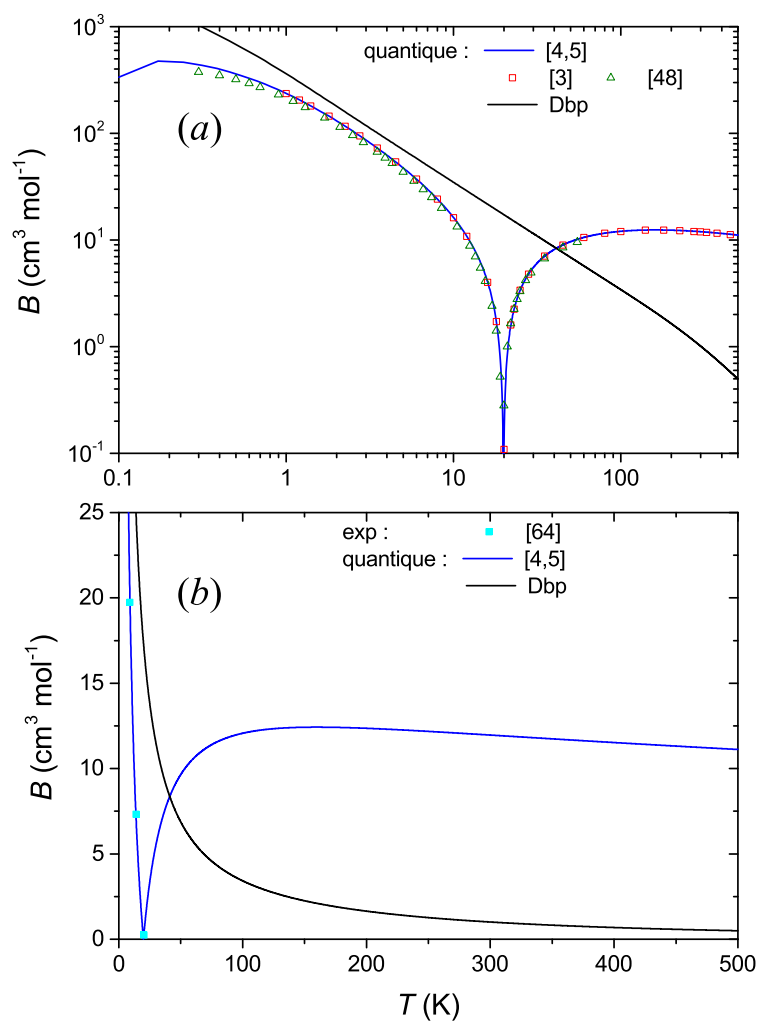 10³
quantique : [4,5]
[3] [48]
Dbp
(a)
10²
B (cm³ mol⁻¹)
10¹
10⁰
10⁻¹
0.1 1 10 100
25
exp : [64]
quantique : [4,5]
Dbp
(b)
20
15
B (cm³ mol⁻¹)
10
5
0
0 100 200 300 400 500
T (K)